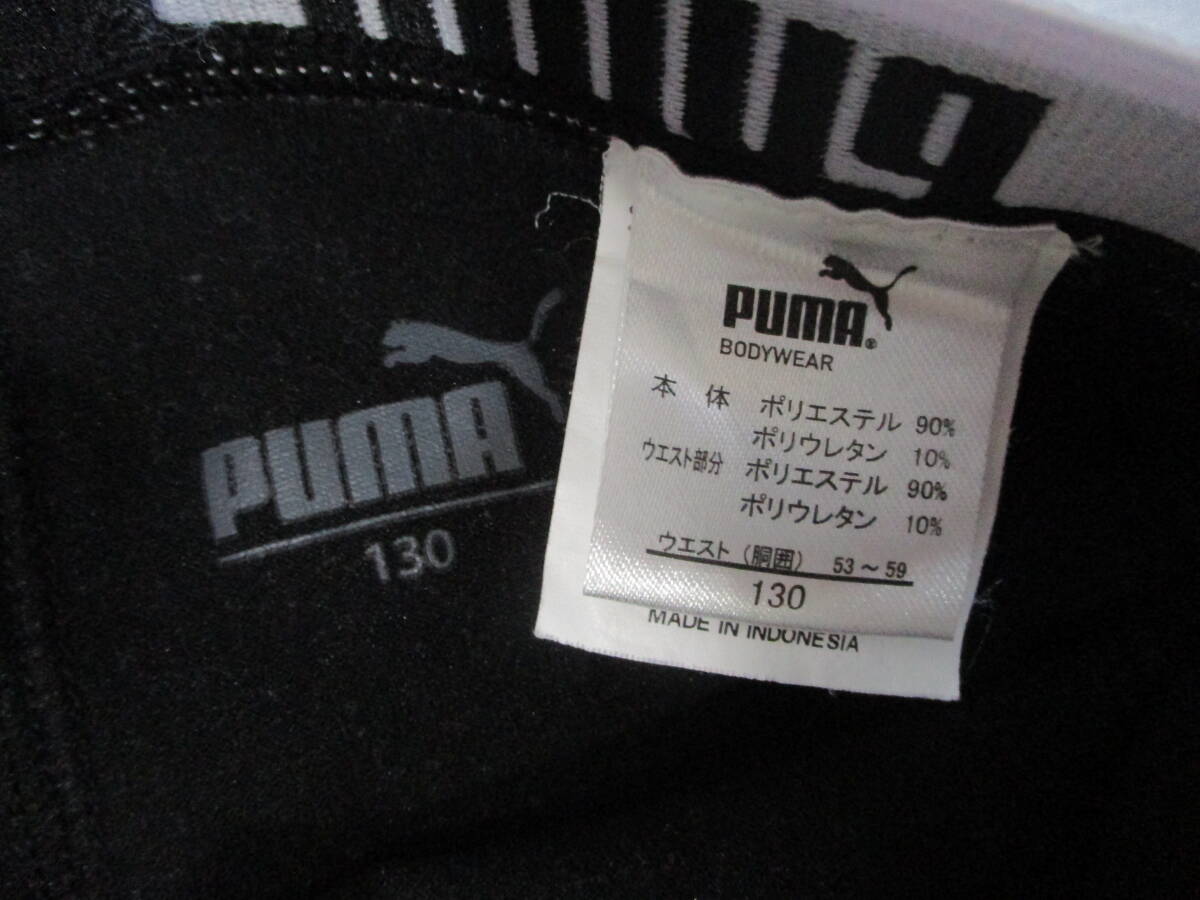 PUMA
130
PUMA®
BODYWEAR
本 体 ポリエステル 90%
ポリウレタン 10%
ウエスト部分 ポリエステル 90%
ポリウレタン 10%
ウエスト（胴囲） 53～59
130
MADE IN INDONESIA